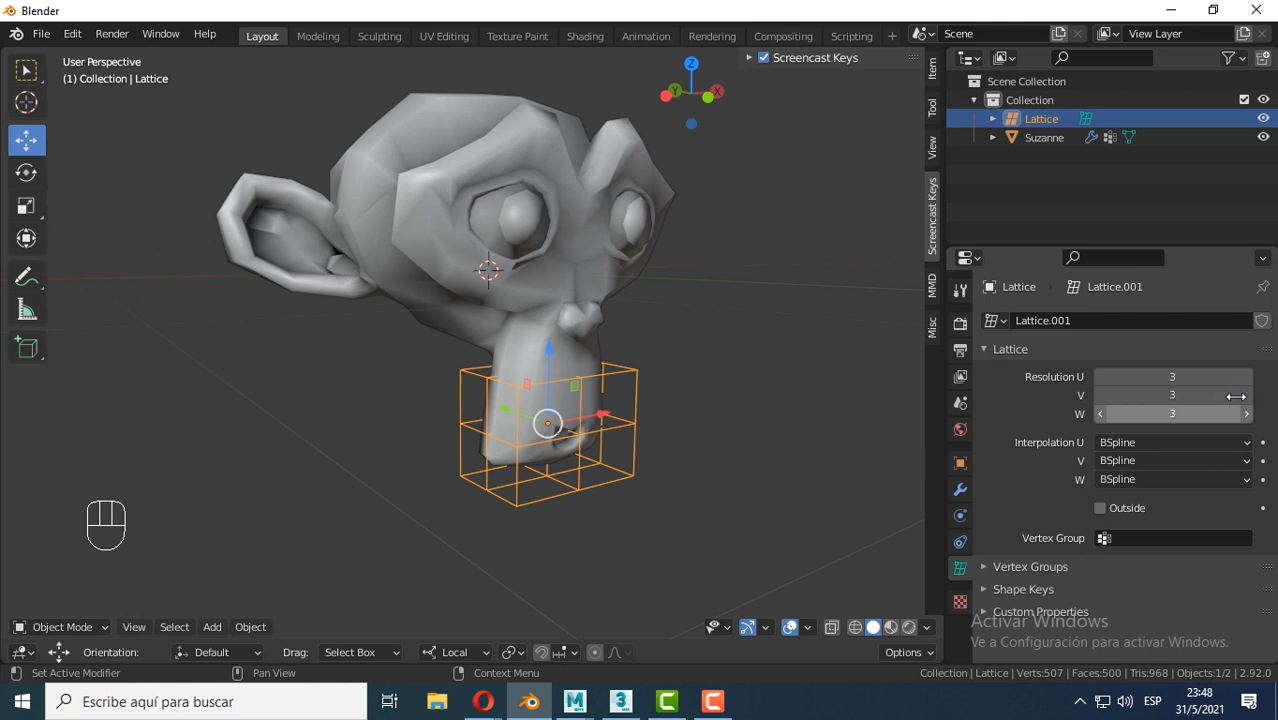 Blender
File Edit Render Window Help Layout Modeling Sculpting UV Editing Texture Paint Shading Animation Rendering Compositing Scripting Scene View Layer
User Perspective
(1) Collection | Lattice
Screencast Keys
Z
Y
X
Item
Tool
View
Screencast Keys
MMD
Misc
Scene Collection
Collection
Lattice
Suzanne
Lattice Lattice.001
Lattice.001
Lattice
Resolution U 3
V 3
W 3
Interpolation U BSpline
V BSpline
W BSpline
Outside
Vertex Group
Vertex Groups
Shape Keys
Custom Properties
Activar Windows
Ve a Configuración para activar Windows.
Object Mode View Select Add Object
Orientation: Default Drag: Select Box Local Options
Set Active Modifier Pan View Context Menu Collection | Lattice | Verts:507 | Faces:500 | Tris:968 | Objects:1/2 | 2.92.0
Escribe aquí para buscar
ESP
23:48
31/5/2021